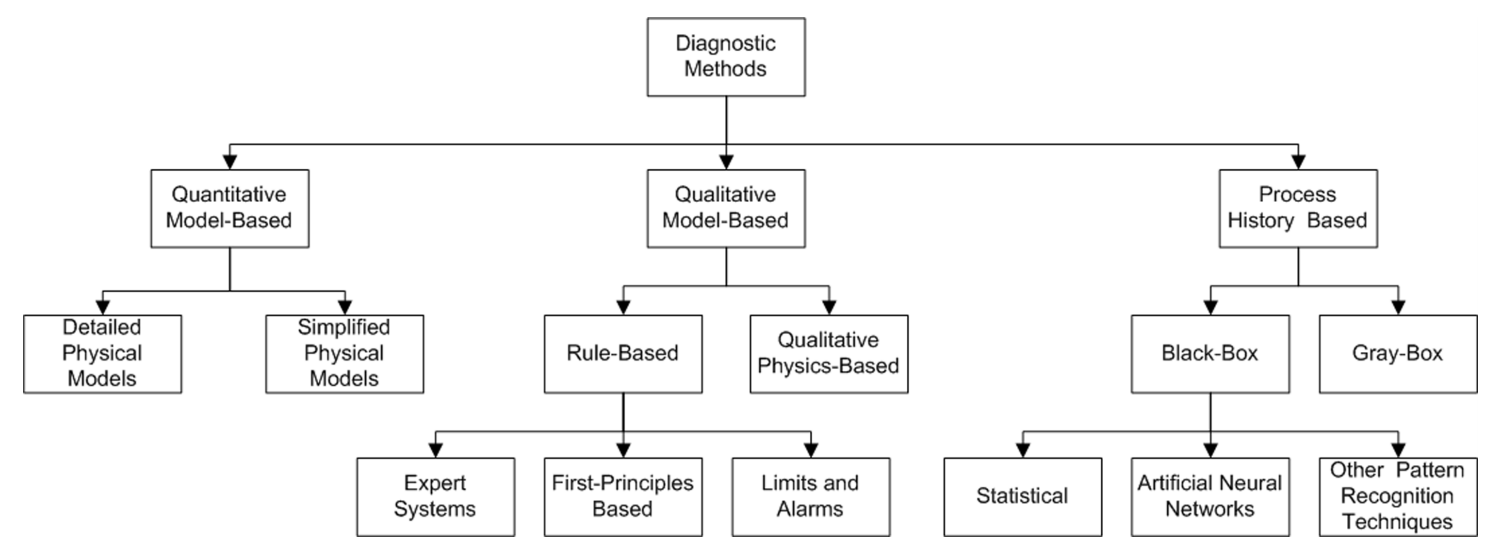 Diagnostic
Methods
Quantitative
Model-Based
Qualitative
Model-Based
Process
History Based
Detailed
Physical
Models
Simplified
Physical
Models
Rule-Based
Qualitative
Physics-Based
Black-Box
Gray-Box
Expert
Systems
First-Principles
Based
Limits and
Alarms
Statistical
Artificial Neural
Networks
Other Pattern
Recognition
Techniques